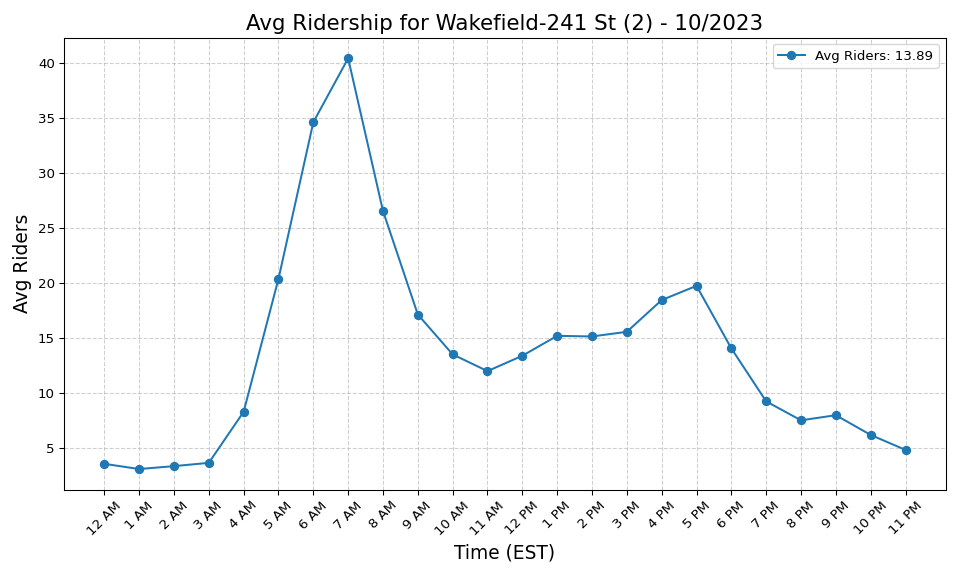 Avg Ridership for Wakefield-241 St (2) - 10/2023
Avg Riders: 13.89
Avg Riders
40
35
30
25
20
15
10
5
12 AM
1 AM
2 AM
3 AM
4 AM
5 AM
6 AM
7 AM
8 AM
9 AM
10 AM
11 AM
12 PM
1 PM
2 PM
3 PM
4 PM
5 PM
6 PM
7 PM
8 PM
9 PM
10 PM
11 PM
Time (EST)